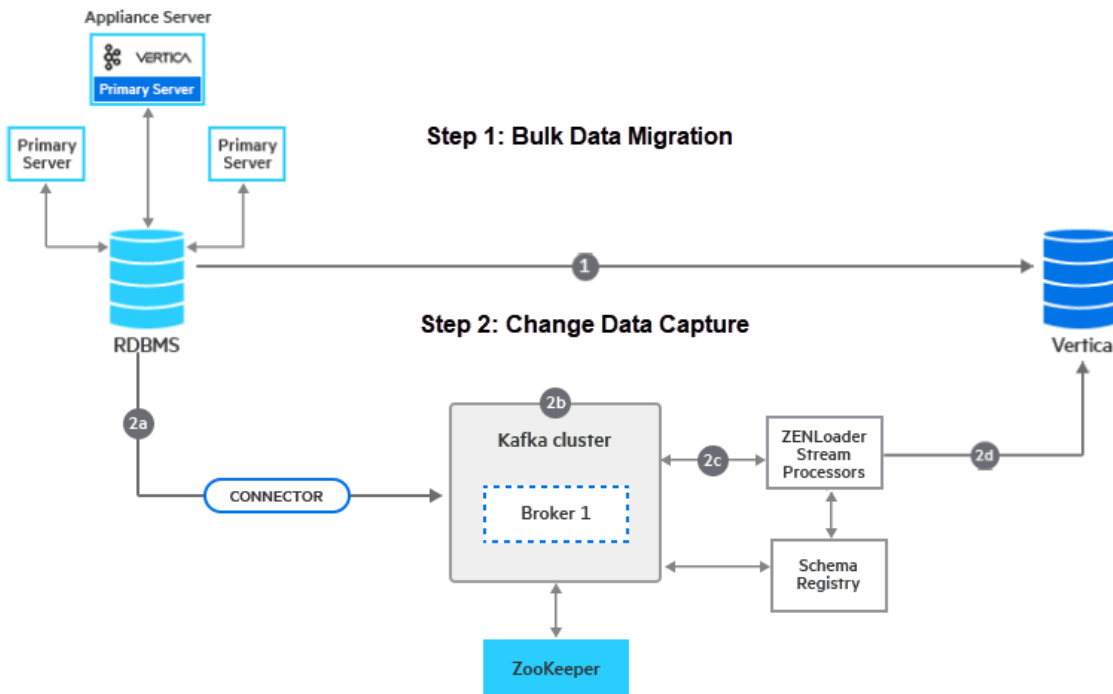 Appliance Server
VERTICA
Primary Server
Primary
Server
Primary
Server
Step 1: Bulk Data Migration
1
Step 2: Change Data Capture
RDBMS
Vertica
2a
2b
Kafka cluster
2c
ZENLoader
Stream
Processors
2d
CONNECTOR
Broker 1
Schema
Registry
ZooKeeper